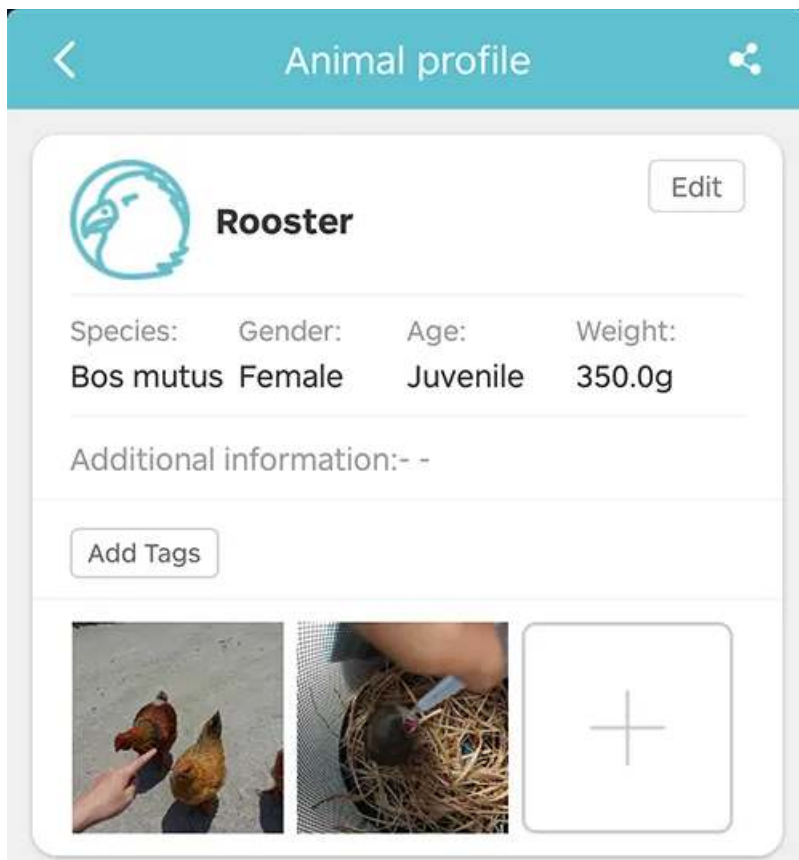 Animal profile
Rooster
Edit
Species: Gender: Age: Weight:
Bos mutus Female Juvenile 350.0g
Additional information:- -
Add Tags